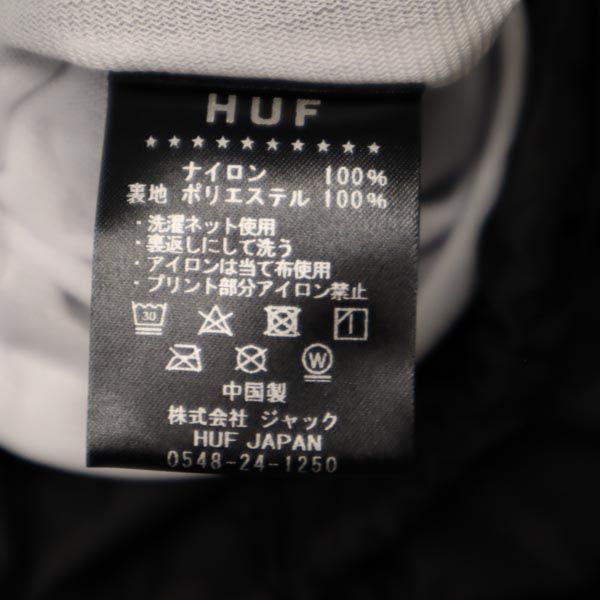 HUF
★★★★★★★★★★
ナイロン 100%
裏地 ポリエステル 100%
・洗濯ネット使用
・裏返しにして洗う
・アイロンは当て布使用
・プリント部分アイロン禁止
30
W
中国製
株式会社 ジャック
HUF JAPAN
0548-24-1250